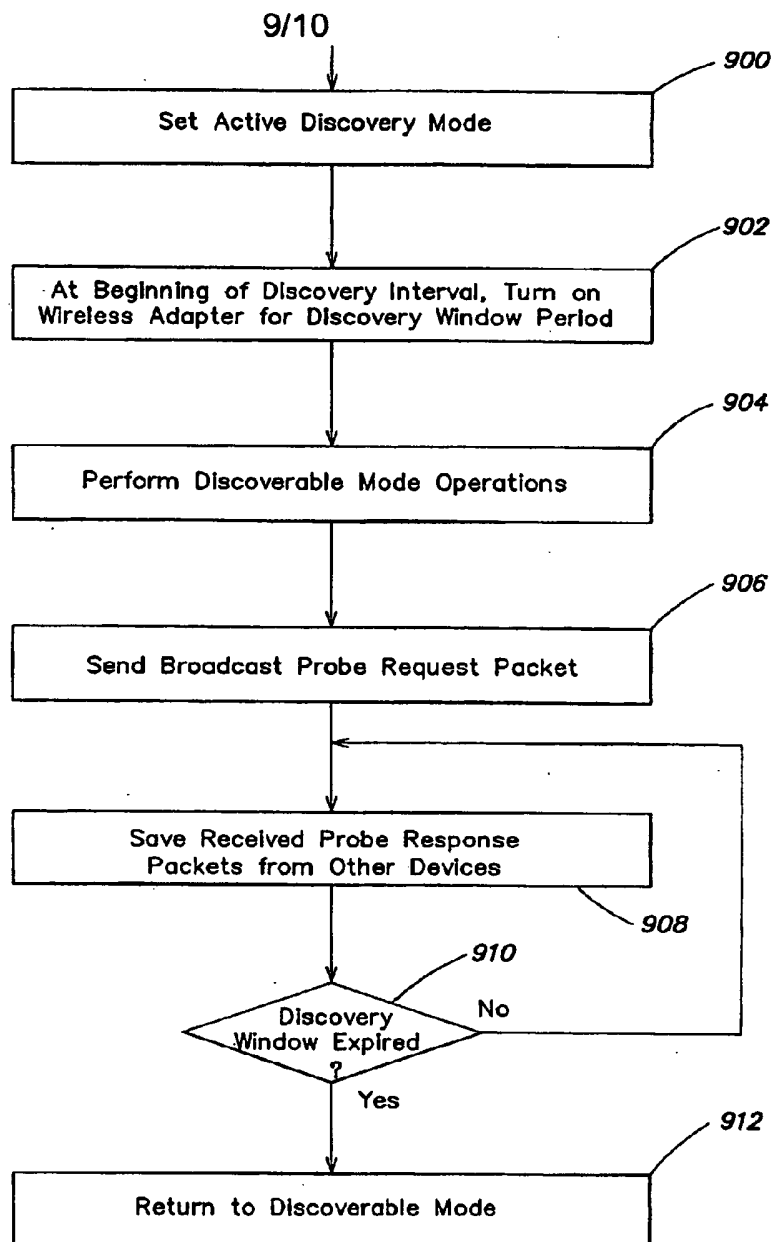 9/10
900
Set Active Discovery Mode
902
At Beginning of Discovery Interval, Turn on
Wireless Adapter for Discovery Window Period
904
Perform Discoverable Mode Operations
906
Send Broadcast Probe Request Packet
Save Received Probe Response
Packets from Other Devices
908
910
Discovery
Window Expired
?
No
Yes
912
Return to Discoverable Mode